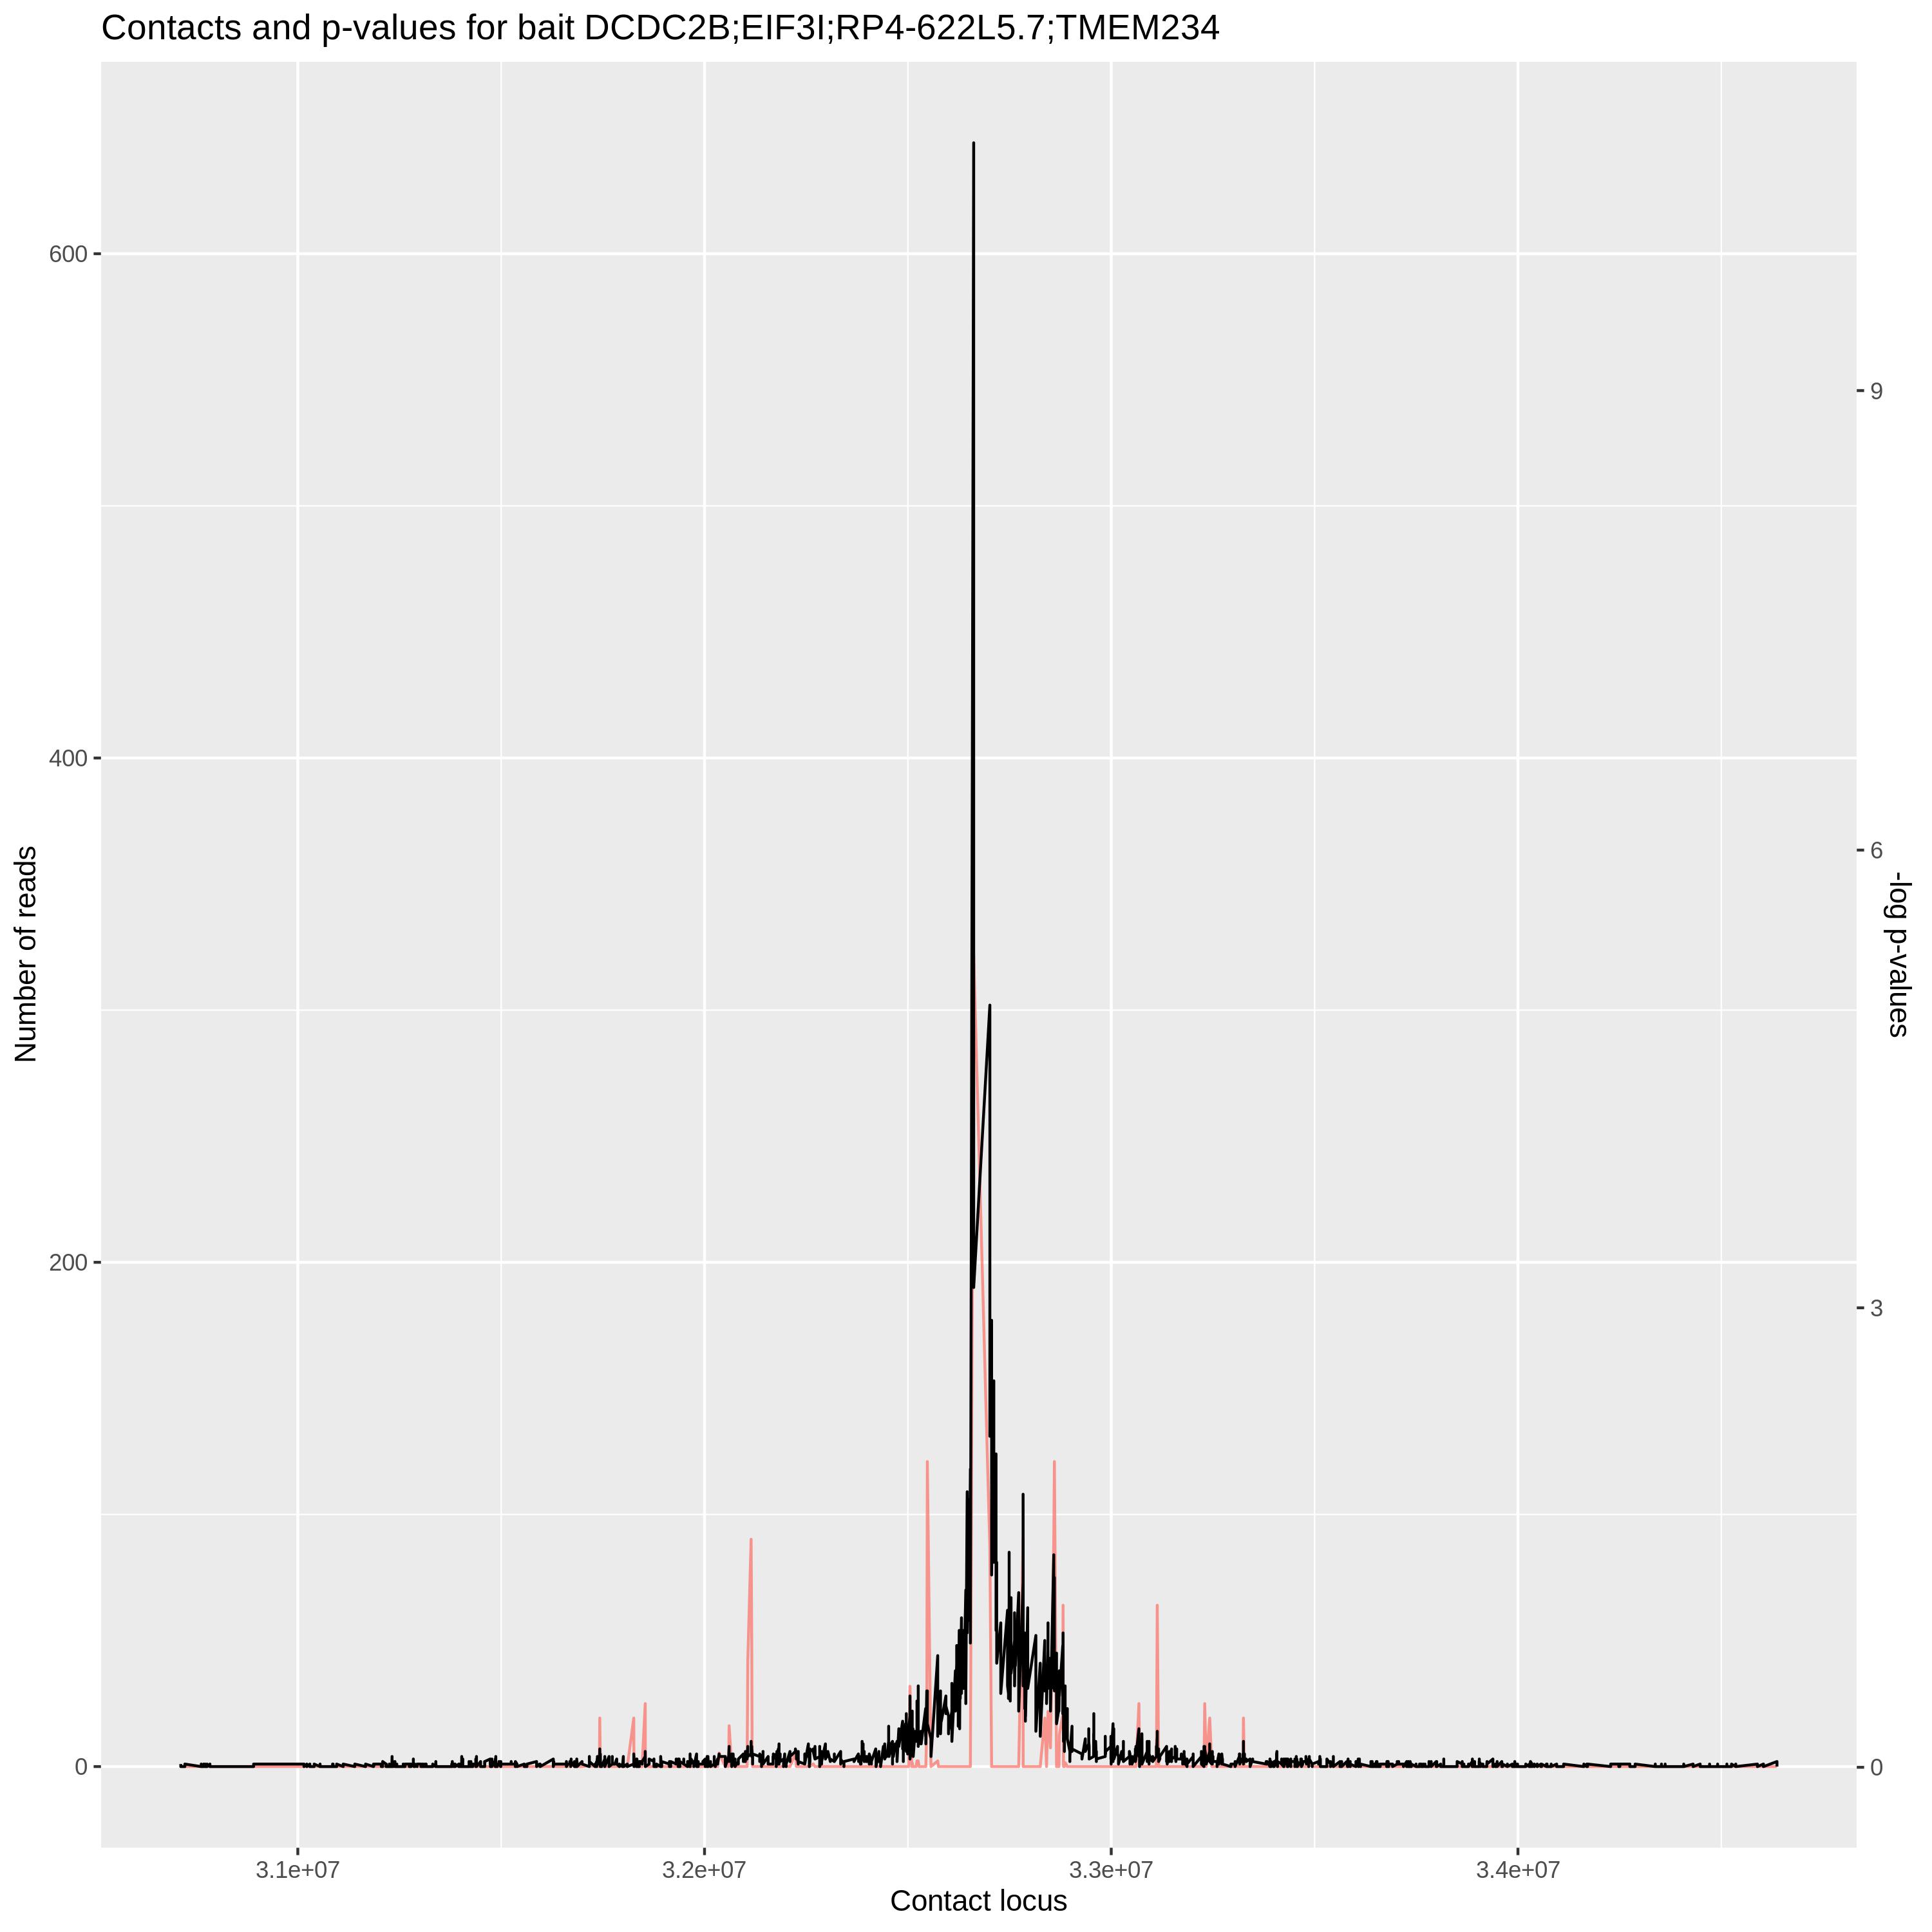 Contacts and p-values for bait DCDC2B;EIF3I;RP4-622L5.7;TMEM234
600
400
200
0
Number of reads
9
6
3
0
-log p-values
3.1e+07
3.2e+07
3.3e+07
3.4e+07
Contact locus